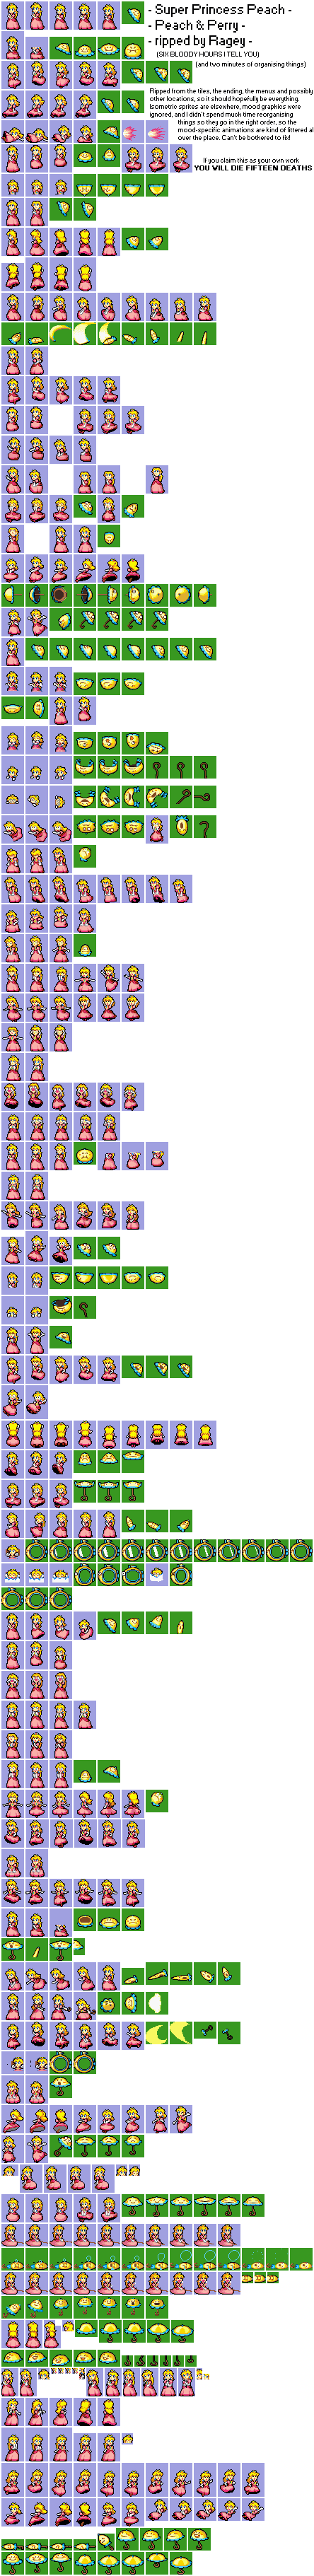 - Super Princess Peach -
- Peach & Perry -
- ripped by Ragey -
(SIX BLOODY HOURS I TELL YOU)
(and two minutes of organising things)
Ripped from the tiles, the ending, the menus and possibly
other locations, so it should hopefully be everything.
Isometric sprites are elsewhere, mood graphics were
ignored, and I didn't spend much time reorganising
things so they go in the right order, so the
mood-specific animations are kind of littered all
over the place. Can't be bothered to fix!
If you claim this as your own work
YOU WILL DIE FIFTEEN DEATHS